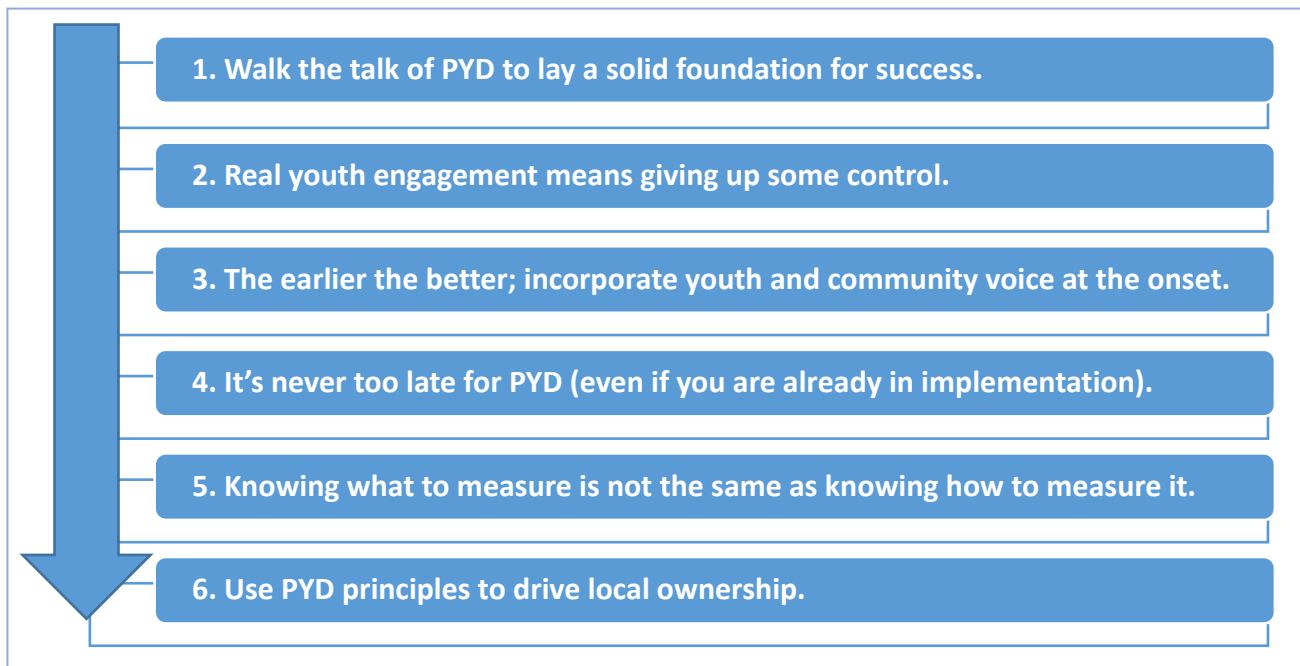 1. Walk the talk of PYD to lay a solid foundation for success.
2. Real youth engagement means giving up some control.
3. The earlier the better; incorporate youth and community voice at the onset.
4. It’s never too late for PYD (even if you are already in implementation).
5. Knowing what to measure is not the same as knowing how to measure it.
6. Use PYD principles to drive local ownership.